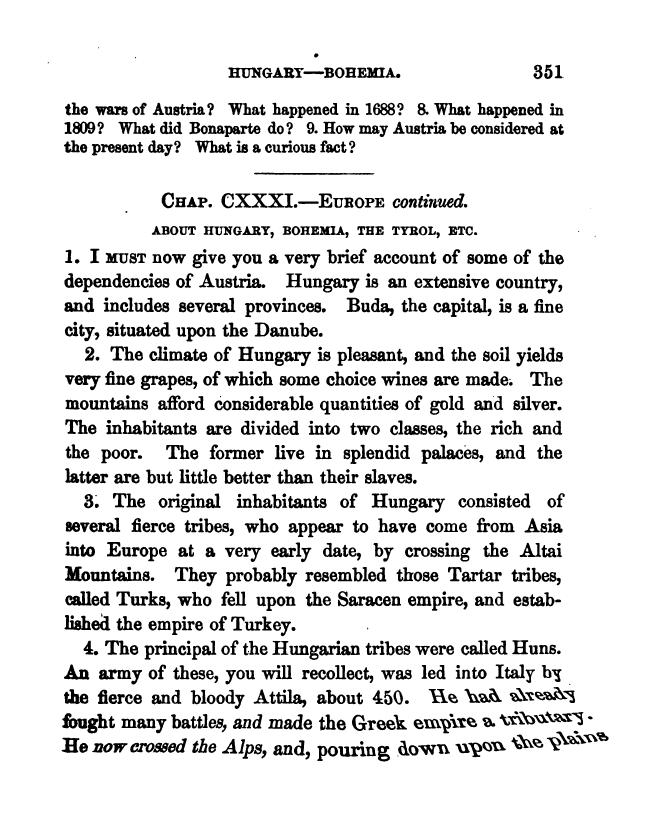 HUNGARY—BOHEMIA. 351
the wars of Austria? What happened in 1688? 8. What happened in
1809? What did Bonaparte do? 9. How may Austria be considered at
the present day? What is a curious fact?
CHAP. CXXXI.—EUROPE continued.
ABOUT HUNGARY, BOHEMIA, THE TYROL, ETC.
1. I MUST now give you a very brief account of some of the
dependencies of Austria. Hungary is an extensive country,
and includes several provinces. Buda, the capital, is a fine
city, situated upon the Danube.
2. The climate of Hungary is pleasant, and the soil yields
very fine grapes, of which some choice wines are made. The
mountains afford considerable quantities of gold and silver.
The inhabitants are divided into two classes, the rich and
the poor. The former live in splendid palaces, and the
latter are but little better than their slaves.
3. The original inhabitants of Hungary consisted of
several fierce tribes, who appear to have come from Asia
into Europe at a very early date, by crossing the Altai
Mountains. They probably resembled those Tartar tribes,
called Turks, who fell upon the Saracen empire, and estab-
lished the empire of Turkey.
4. The principal of the Hungarian tribes were called Huns.
An army of these, you will recollect, was led into Italy by
the fierce and bloody Attila, about 450. He had already
fought many battles, and made the Greek empire a tributary.
He now crossed the Alps, and, pouring down upon the plains